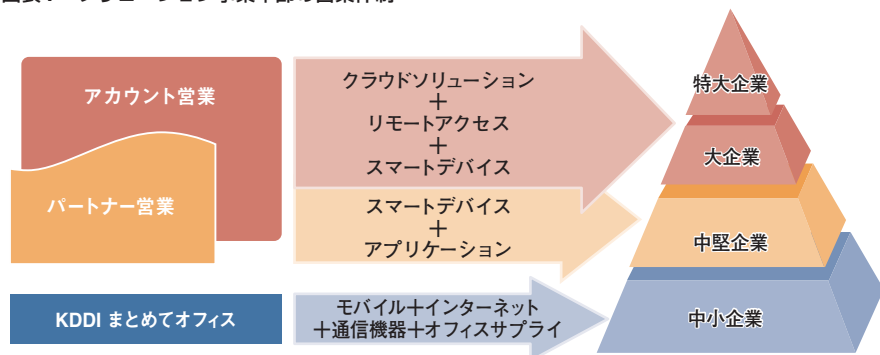 アカウント営業
パートナー営業
KDDI まとめてオフィス
クラウドソリューション
+
リモートアクセス
+
スマートデバイス
スマートデバイス
+
アプリケーション
モバイル+インターネット
+通信機器+オフィスサプライ
特大企業
大企業
中堅企業
中小企業